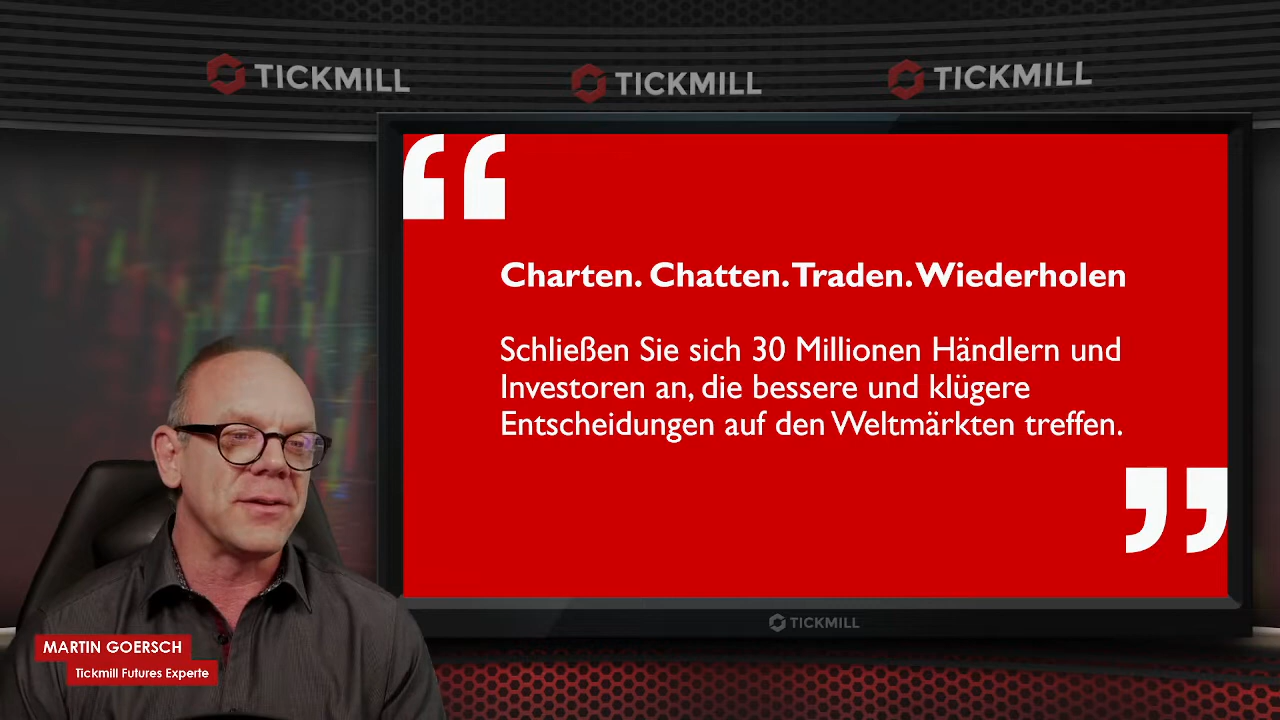 TICKMILL TICKMILL TICKMILL
Charten. Chatten. Traden. Wiederholen
Schließen Sie sich 30 Millionen Händlern und
Investoren an, die bessere und klügere
Entscheidungen auf den Weltmärkten treffen.
TICKMILL
MARTIN GOERSCH
Tickmill Futures Experte